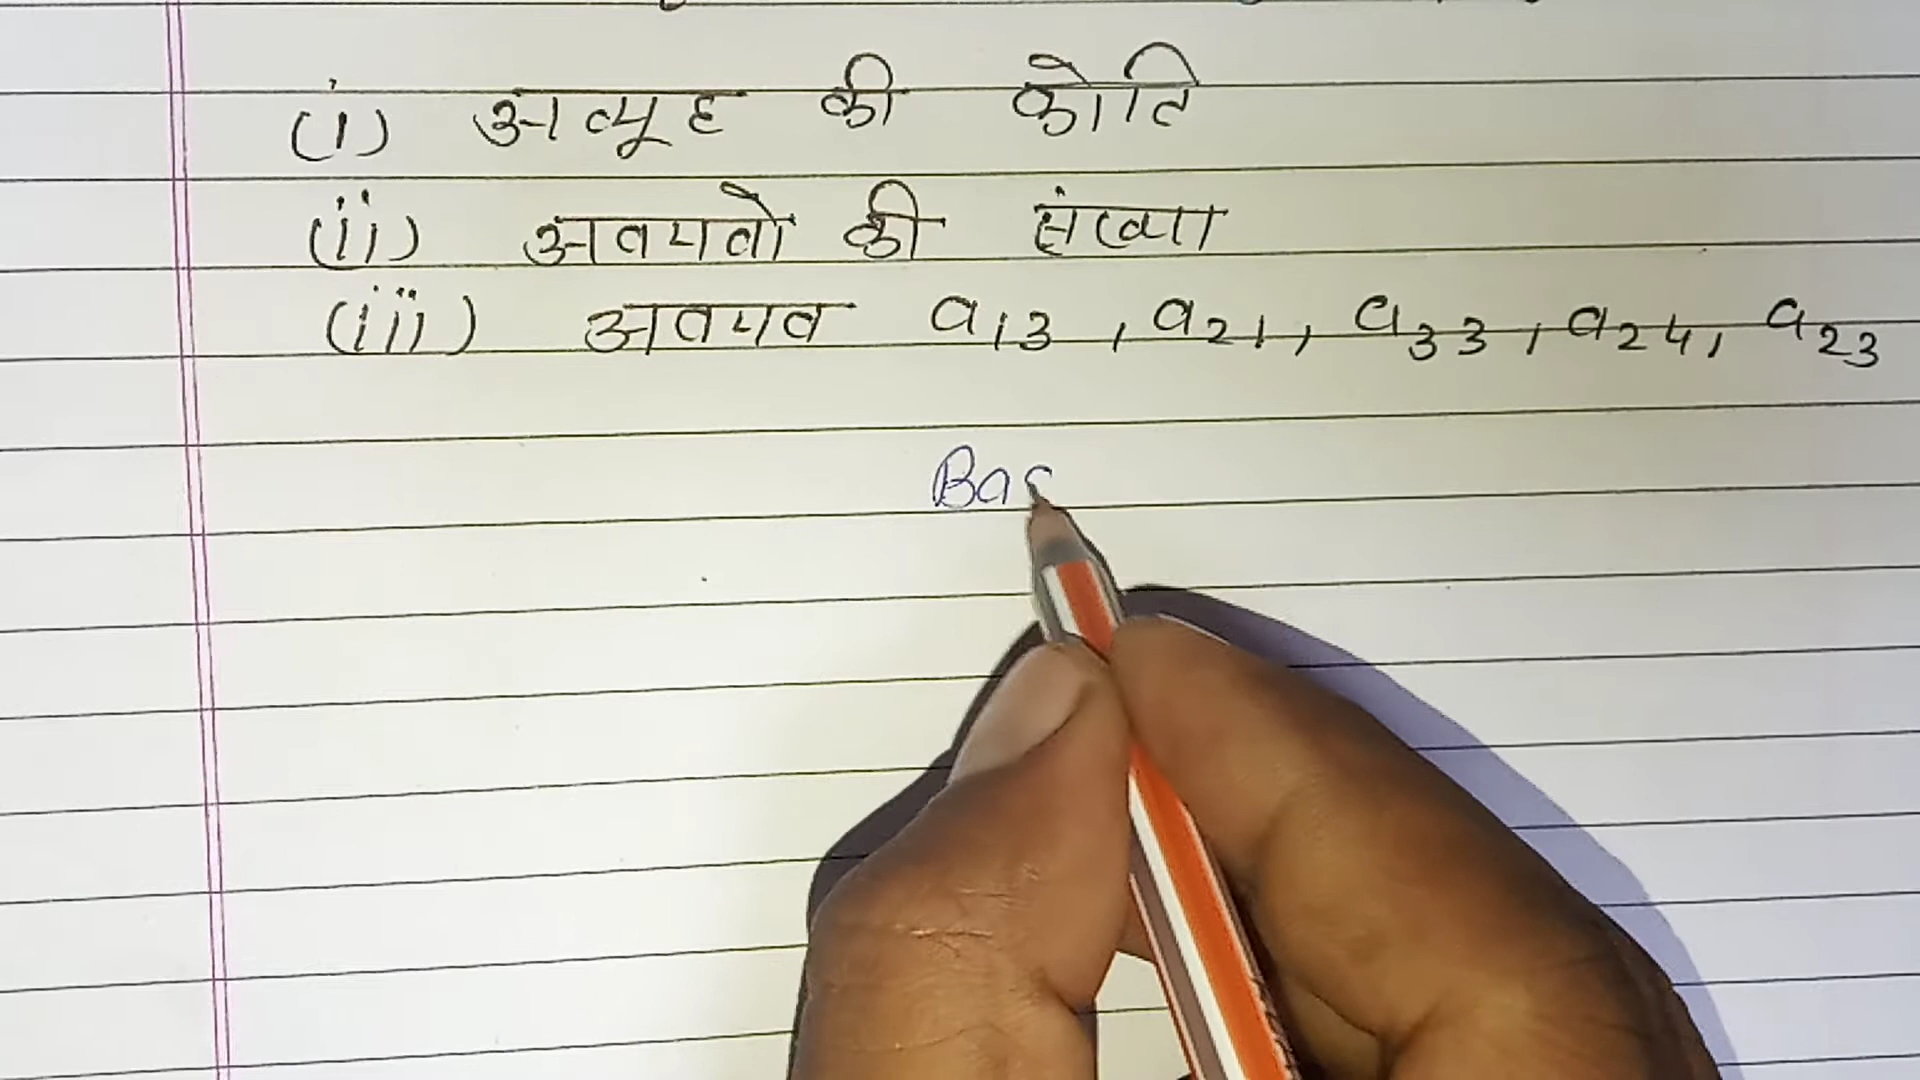 (i) आव्यूह की कोति
(ii) अवयवो की संख्या
(iii) अवयव a₁₃, a₂₁, a₃₃, a₂₄, a₂₃
Bas